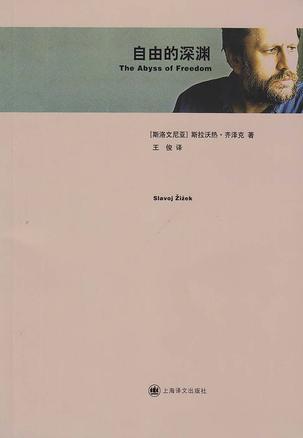 自由的深渊
The Abyss of Freedom
[斯洛文尼亚] 斯拉沃热·齐泽克 著
王 俊 译
Slavoj Žižek
上海译文出版社